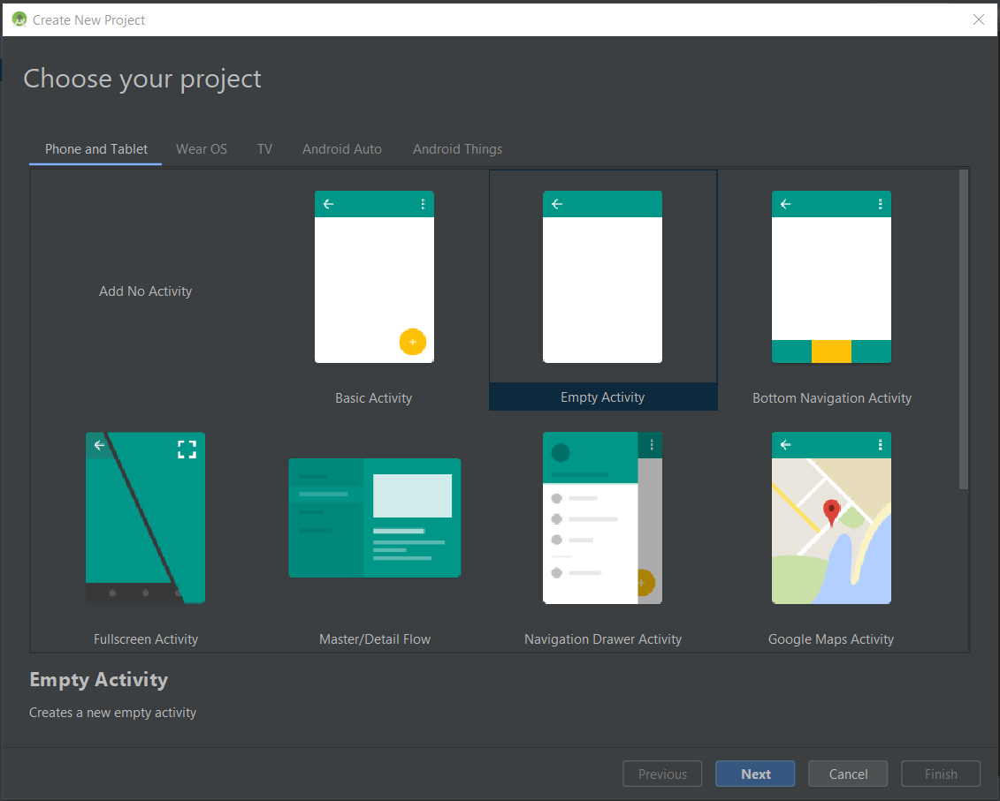 Create New Project
Choose your project
Phone and Tablet Wear OS TV Android Auto Android Things
Add No Activity
Basic Activity
Empty Activity
Bottom Navigation Activity
Fullscreen Activity
Master/Detail Flow
Navigation Drawer Activity
Google Maps Activity
Empty Activity
Creates a new empty activity
Previous Next Cancel Finish